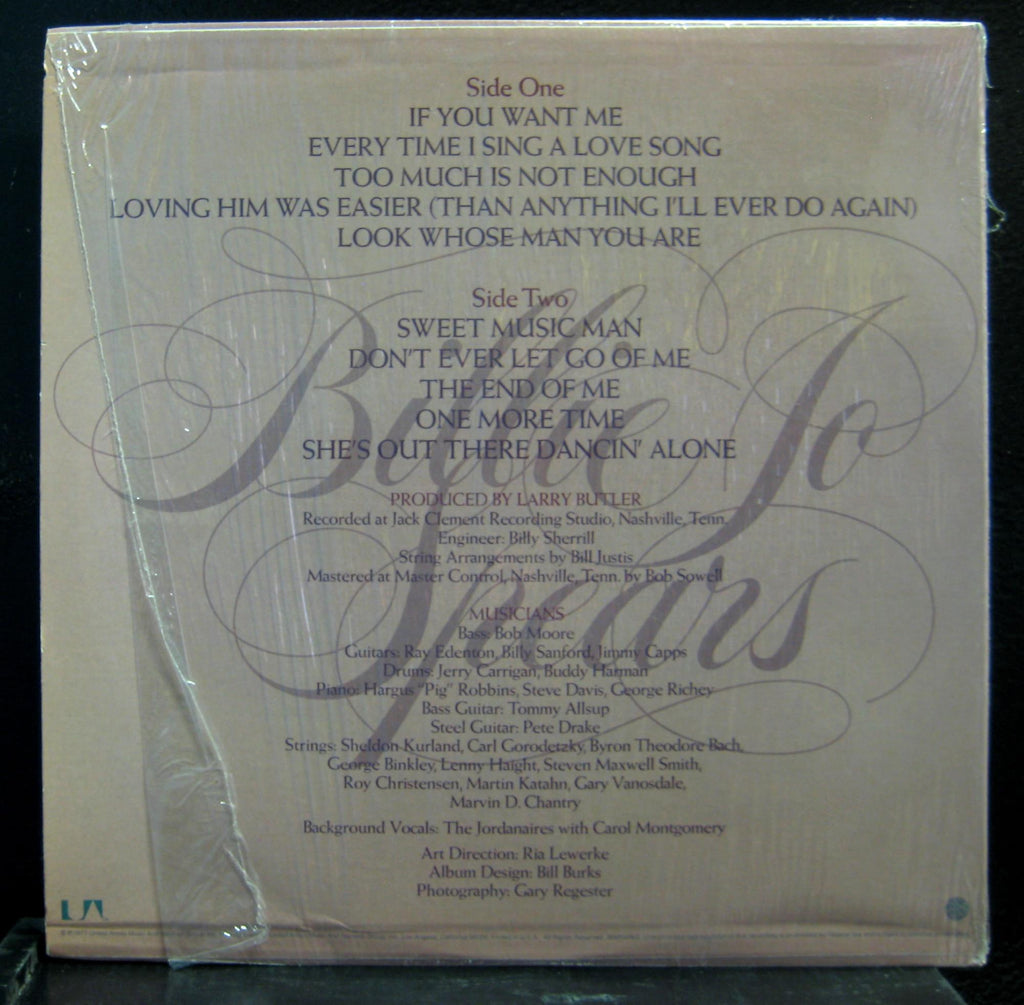 Side One
IF YOU WANT ME
EVERY TIME I SING A LOVE SONG
TOO MUCH IS NOT ENOUGH
LOVING HIM WAS EASIER (THAN ANYTHING I'LL EVER DO AGAIN)
LOOK WHOSE MAN YOU ARE
Billie Jo
Spears
Side Two
SWEET MUSIC MAN
DON'T EVER LET GO OF ME
THE END OF ME
ONE MORE TIME
SHE'S OUT THERE DANCIN' ALONE
PRODUCED BY LARRY BUTLER
Recorded at Jack Clement Recording Studio, Nashville, Tenn.
Engineer: Billy Sherrill
String Arrangements by Bill Justis
Mastered at Master Control, Nashville, Tenn. by Bob Sowell
MUSICIANS
Bass: Bob Moore
Guitars: Ray Edenton, Billy Sanford, Jimmy Capps
Drums: Jerry Carrigan, Buddy Harman
Piano: Hargus "Pig" Robbins, Steve Davis, George Richey
Bass Guitar: Tommy Allsup
Steel Guitar: Pete Drake
Strings: Sheldon Kurland, Carl Gorodetzky, Byron Theodore Bach,
George Binkley, Lenny Haight, Steven Maxwell Smith,
Roy Christensen, Martin Katahn, Gary Vanosdale,
Marvin D. Chantry
Background Vocals: The Jordanaires with Carol Montgomery
Art Direction: Ria Lewerke
Album Design: Bill Burks
Photography: Gary Regester
UA